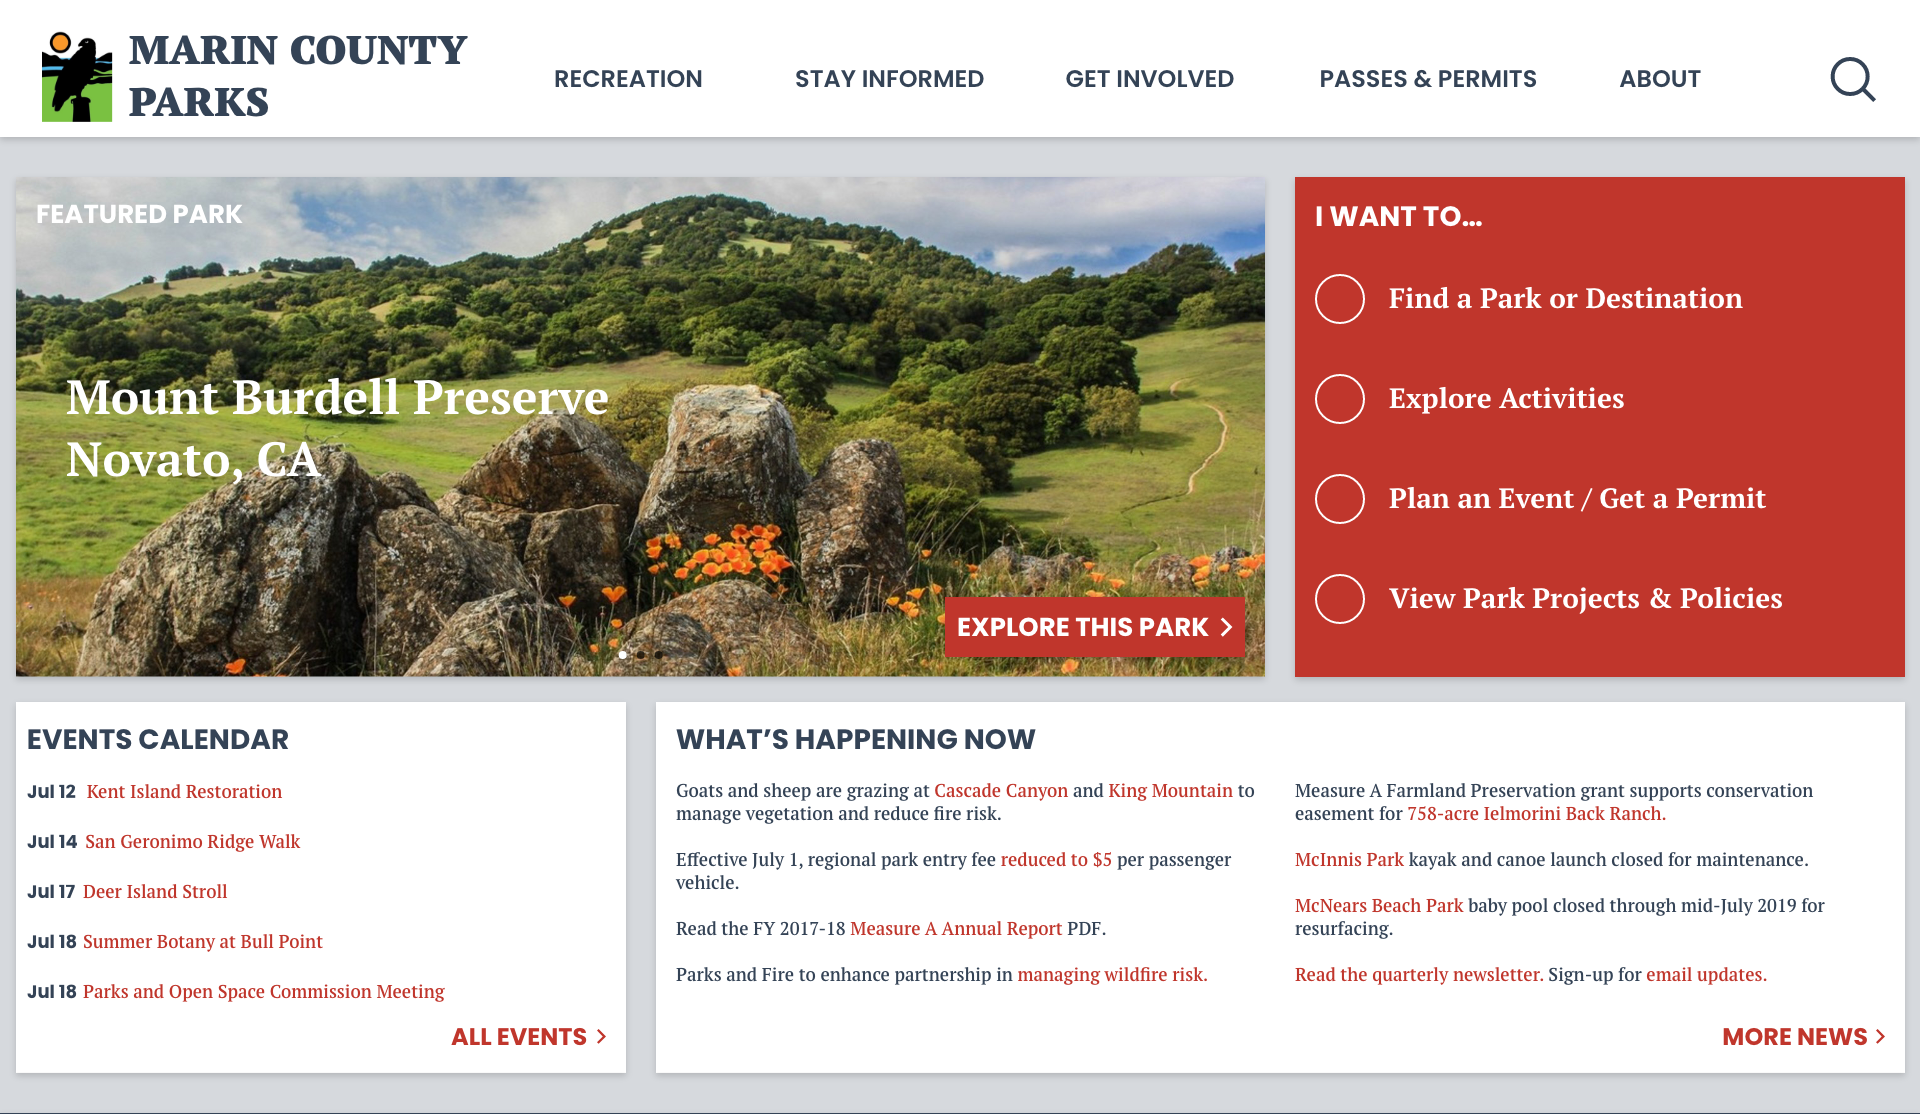 MARIN COUNTY
PARKS
RECREATION
STAY INFORMED
GET INVOLVED
PASSES & PERMITS
ABOUT
FEATURED PARK
Mount Burdell Preserve
Novato, CA
EXPLORE THIS PARK
I WANT TO...
Find a Park or Destination
Explore Activities
Plan an Event / Get a Permit
View Park Projects & Policies
EVENTS CALENDAR
Jul 12 Kent Island Restoration
Jul 14 San Geronimo Ridge Walk
Jul 17 Deer Island Stroll
Jul 18 Summer Botany at Bull Point
Jul 18 Parks and Open Space Commission Meeting
ALL EVENTS
WHAT’S HAPPENING NOW
Goats and sheep are grazing at Cascade Canyon and King Mountain to
manage vegetation and reduce fire risk.
Effective July 1, regional park entry fee reduced to $5 per passenger
vehicle.
Read the FY 2017-18 Measure A Annual Report PDF.
Parks and Fire to enhance partnership in managing wildfire risk.
Measure A Farmland Preservation grant supports conservation
easement for 758-acre Ielmorini Back Ranch.
McInnis Park kayak and canoe launch closed for maintenance.
McNears Beach Park baby pool closed through mid-July 2019 for
resurfacing.
Read the quarterly newsletter. Sign-up for email updates.
MORE NEWS